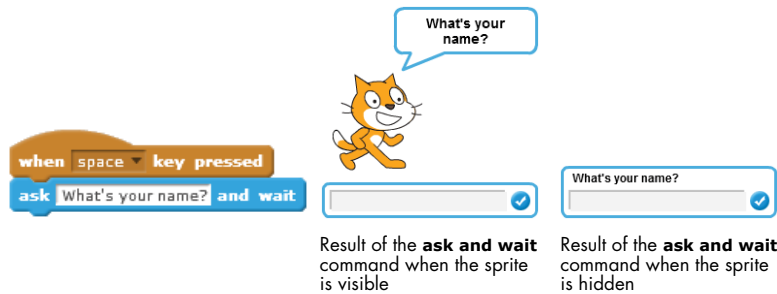 What's your
name?
when space key pressed
ask What's your name? and wait
What's your name?
Result of the ask and wait
command when the sprite
is visible
Result of the ask and wait
command when the sprite
is hidden